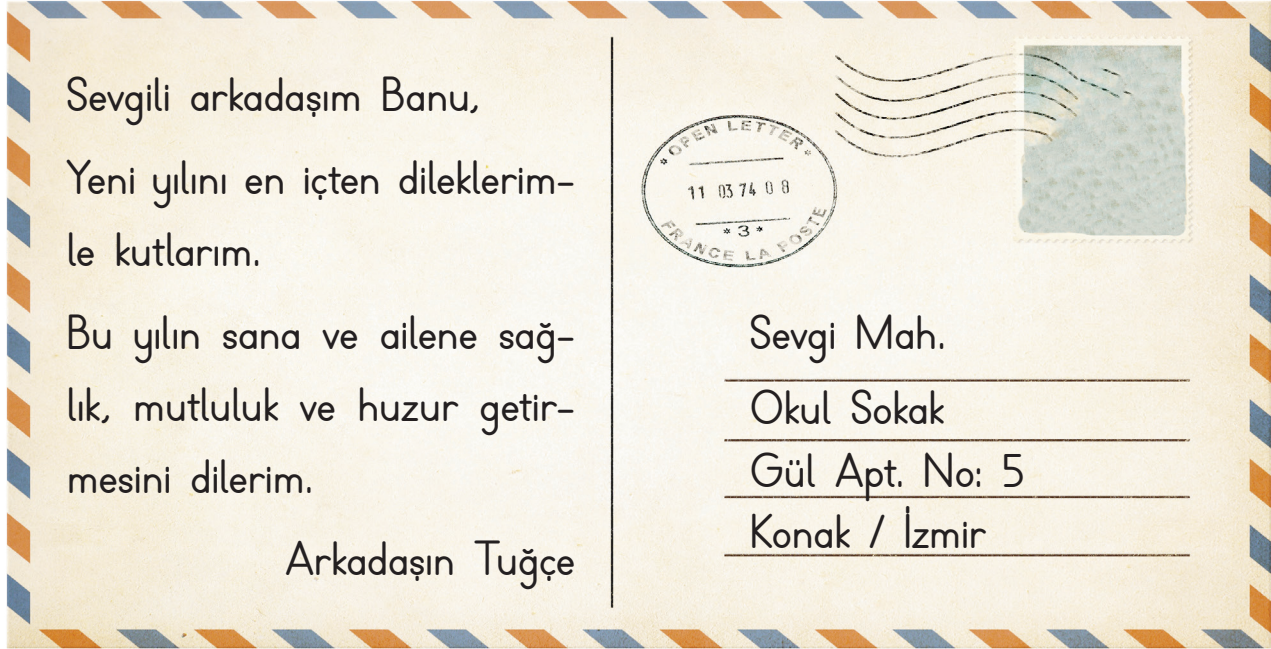 Sevgili arkadaşım Banu,
Yeni yılını en içten dileklerim-
le kutlarım.
Bu yılın sana ve ailene sağ-
lık, mutluluk ve huzur getir-
mesini dilerim.
Arkadaşın Tuğçe
* OPEN LETTER *
11 03 74 0 8
* 3 *
FRANCE LA POSTE
Sevgi Mah.
Okul Sokak
Gül Apt. No: 5
Konak / İzmir